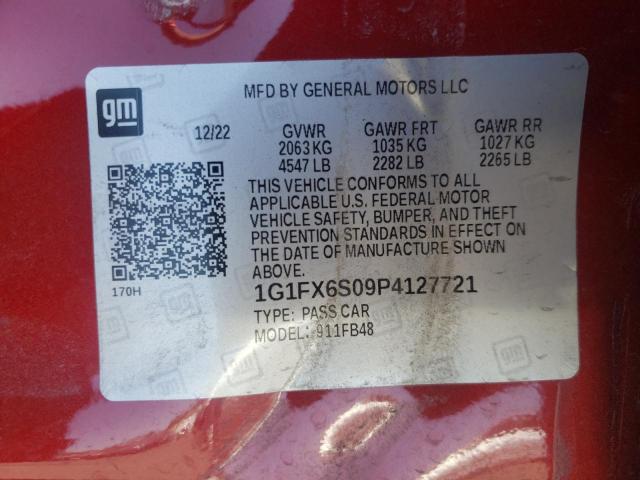 gm
MFD BY GENERAL MOTORS LLC
12/22 GVWR GAWR FRT GAWR RR
2063 KG 1035 KG 1027 KG
4547 LB 2282 LB 2265 LB
THIS VEHICLE CONFORMS TO ALL
APPLICABLE U.S. FEDERAL MOTOR
VEHICLE SAFETY, BUMPER, AND THEFT
PREVENTION STANDARDS IN EFFECT ON
THE DATE OF MANUFACTURE SHOWN
ABOVE.
170H
1G1FX6S09P4127721
TYPE: PASS CAR
MODEL: 911FB48